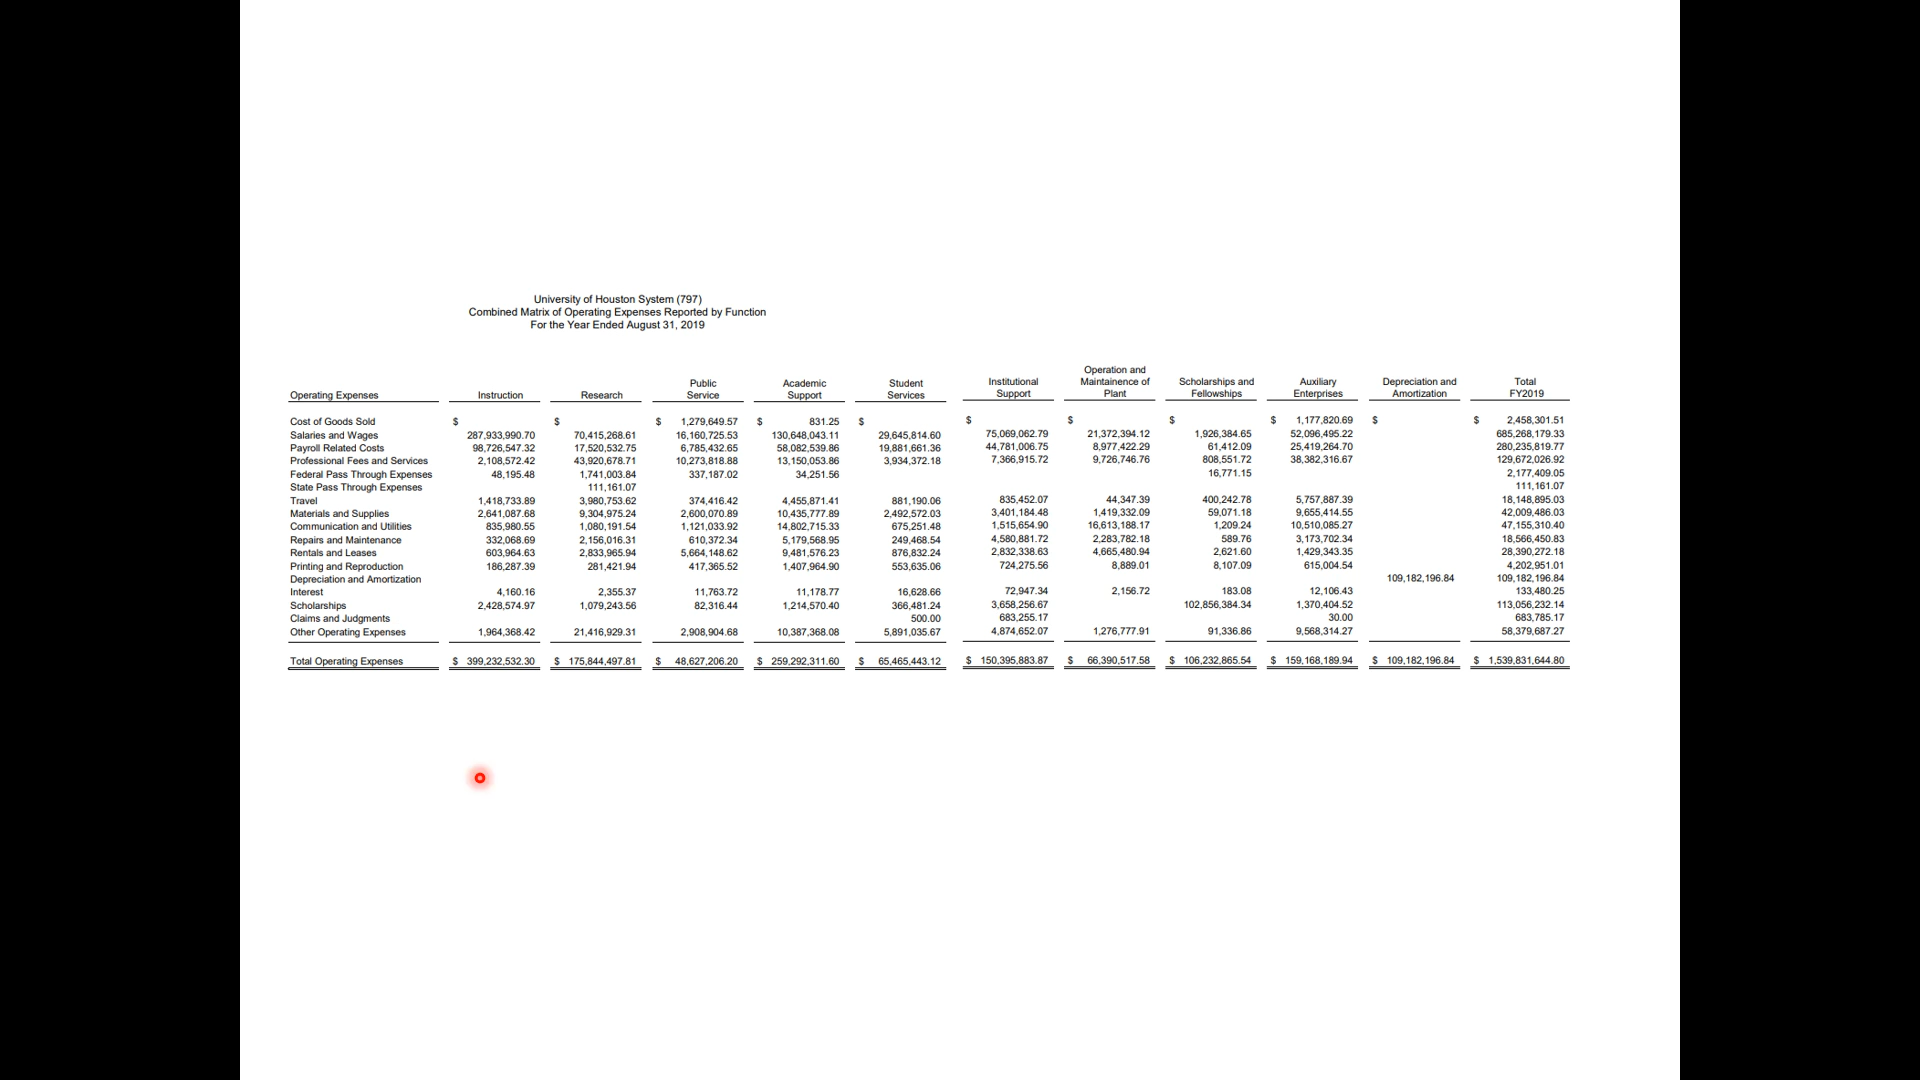 University of Houston System (797)
Combined Matrix of Operating Expenses Reported by Function
For the Year Ended August 31, 2019
Operating Expenses Instruction Research Public Service Academic Support Student Services Institutional Support Operation and Maintainence of Plant Scholarships and Fellowships Auxiliary Enterprises Depreciation and Amortization Total FY2019
Cost of Goods Sold $ $ $ 1,279,649.57 $ 831.25 $ $ $ $ $ 1,177,820.69 $ $ 2,458,301.51
Salaries and Wages 287,933,990.70 70,415,268.61 16,160,725.53 130,648,043.11 29,645,814.60 75,069,062.79 21,372,394.12 1,926,384.65 52,096,495.22 685,268,179.33
Payroll Related Costs 98,726,547.32 17,520,532.75 6,785,432.65 58,082,539.86 19,881,661.36 44,781,006.75 8,977,422.29 61,412.09 25,419,264.70 280,235,819.77
Professional Fees and Services 2,108,572.42 43,920,678.71 10,273,818.88 13,150,053.86 3,934,372.18 7,366,915.72 9,726,746.76 808,551.72 38,382,316.67 129,672,026.92
Federal Pass Through Expenses 48,195.48 1,741,003.84 337,187.02 34,251.56 16,771.15 2,177,409.05
State Pass Through Expenses 111,161.07 111,161.07
Travel 1,418,733.89 3,980,753.62 374,416.42 4,455,871.41 881,190.06 835,452.07 44,347.39 400,242.78 5,757,887.39 18,148,895.03
Materials and Supplies 2,641,087.68 9,304,975.24 2,600,070.89 10,435,777.89 2,492,572.03 3,401,184.48 1,419,332.09 59,071.18 9,655,414.55 42,009,486.03
Communication and Utilities 835,980.55 1,080,191.54 1,121,033.92 14,802,715.33 675,251.48 1,515,654.90 16,613,188.17 1,209.24 10,510,085.27 47,155,310.40
Repairs and Maintenance 332,068.69 2,156,016.31 610,372.34 5,179,568.95 249,468.54 4,580,881.72 2,283,782.18 589.76 3,173,702.34 18,566,450.83
Rentals and Leases 603,964.63 2,833,965.94 5,664,148.62 9,481,576.23 876,832.24 2,832,338.63 4,665,480.94 2,621.60 1,429,343.35 28,390,272.18
Printing and Reproduction 186,287.39 281,421.94 417,365.52 1,407,964.90 553,635.06 724,275.56 8,889.01 8,107.09 615,004.54 4,202,951.01
Depreciation and Amortization 109,182,196.84 109,182,196.84
Interest 4,160.16 2,355.37 11,763.72 11,178.77 16,628.66 72,947.34 2,156.72 183.08 12,106.43 133,480.25
Scholarships 2,428,574.97 1,079,243.56 82,316.44 1,214,570.40 366,481.24 3,658,256.67 102,856,384.34 1,370,404.52 113,056,232.14
Claims and Judgments 500.00 683,255.17 30.00 683,785.17
Other Operating Expenses 1,964,368.42 21,416,929.31 2,908,904.68 10,387,368.08 5,891,035.67 4,874,652.07 1,276,777.91 91,336.86 9,568,314.27 58,379,687.27
Total Operating Expenses $ 399,232,532.30 $ 175,844,497.81 $ 48,627,206.20 $ 259,292,311.60 $ 65,465,443.12 $ 150,395,883.87 $ 66,390,517.58 $ 106,232,865.54 $ 159,168,189.94 $ 109,182,196.84 $ 1,539,831,644.80